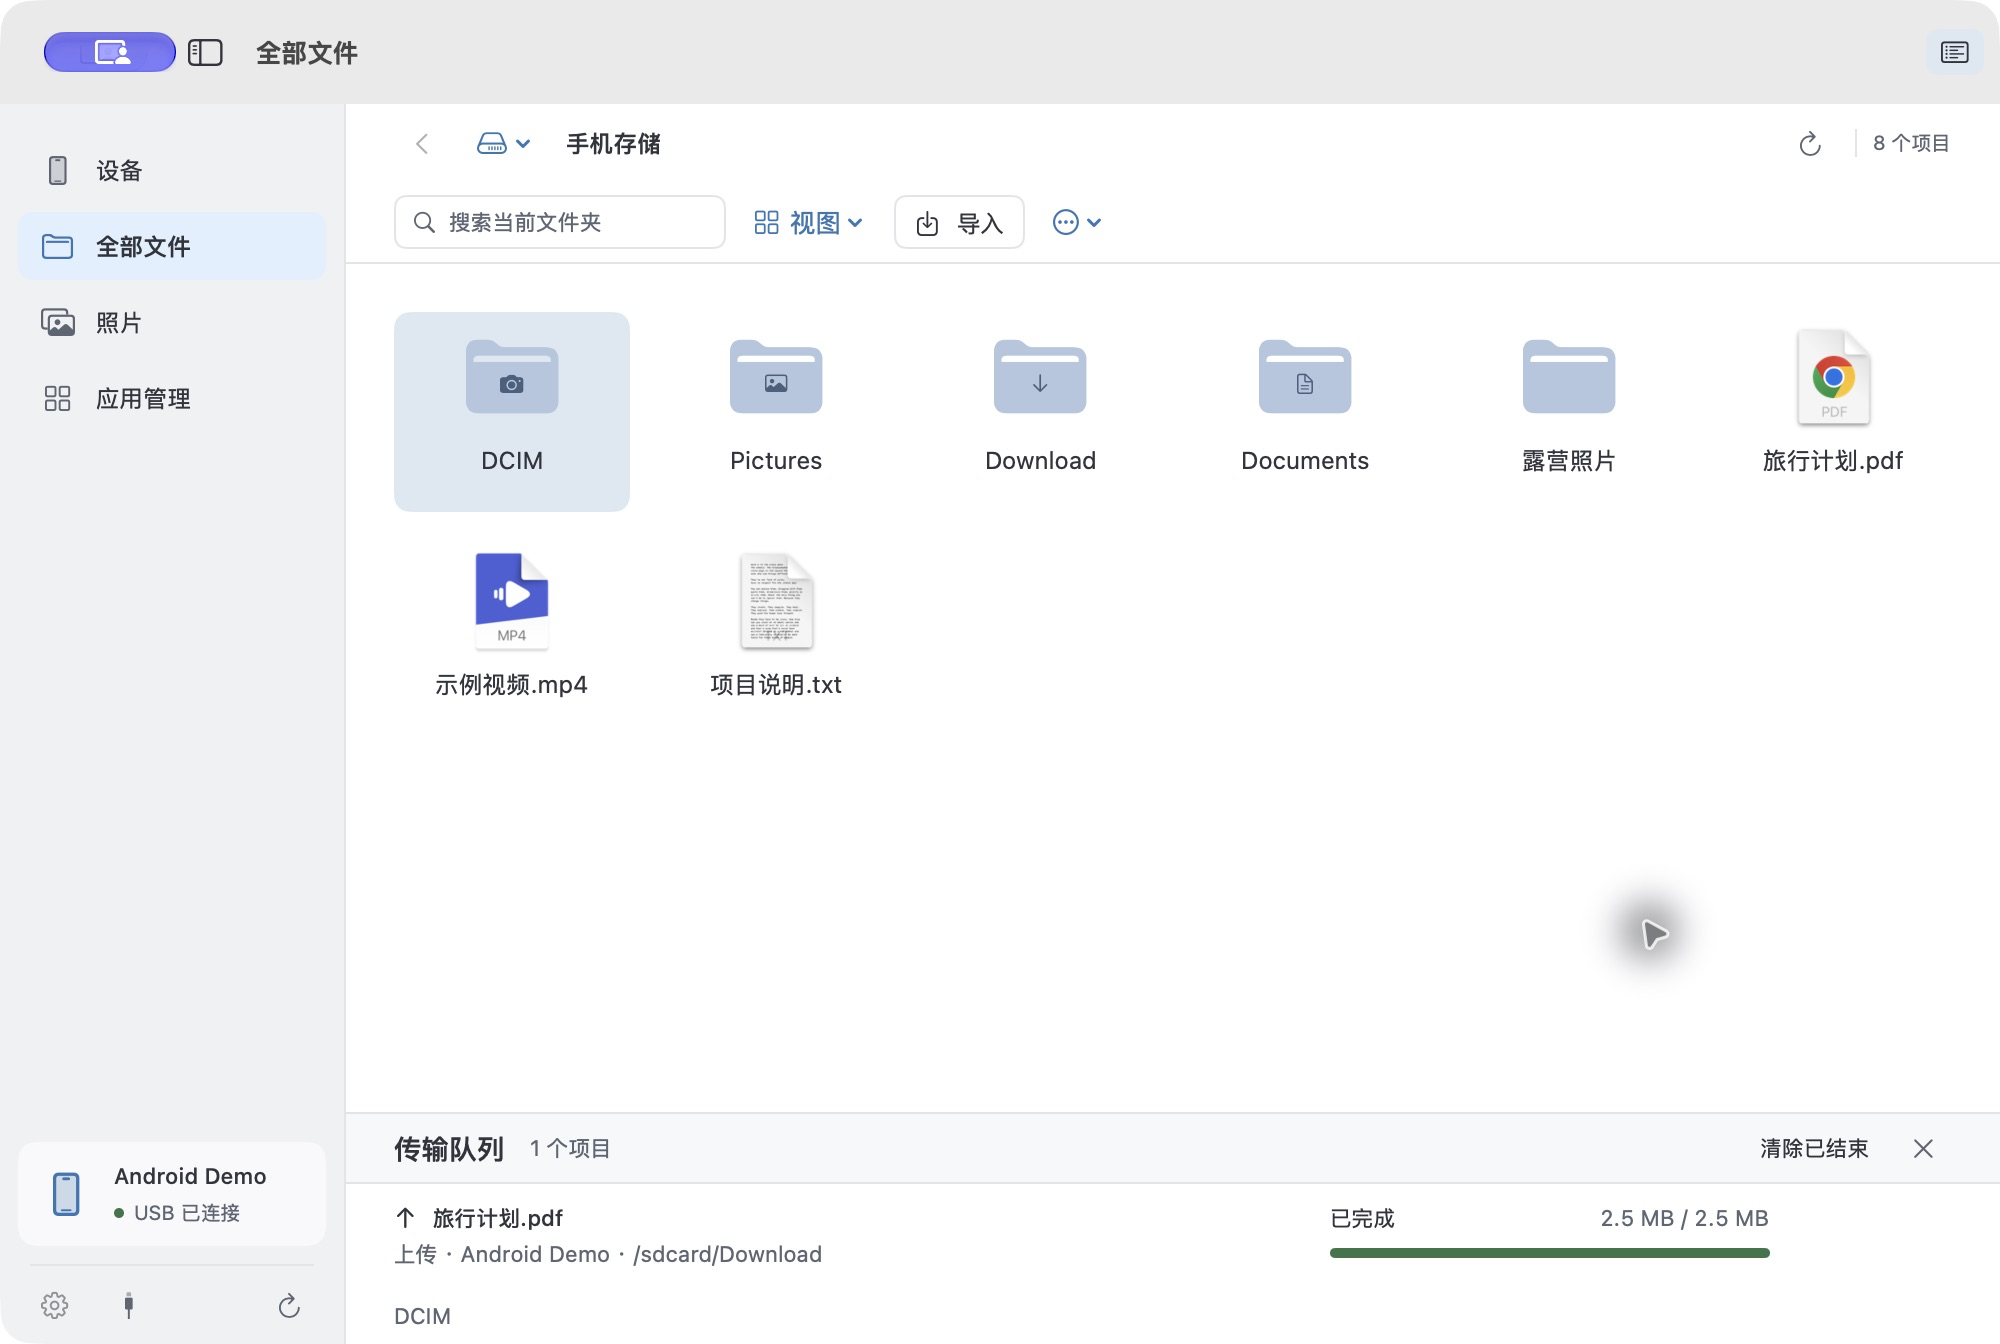 全部文件
设备
全部文件
照片
应用管理
手机存储
8 个项目
搜索当前文件夹
视图
导入
DCIM
Pictures
Download
Documents
露营照片
PDF
旅行计划.pdf
MP4
示例视频.mp4
项目说明.txt
传输队列 1 个项目
清除已结束
旅行计划.pdf
已完成 2.5 MB / 2.5 MB
上传 · Android Demo · /sdcard/Download
DCIM
Android Demo
USB 已连接